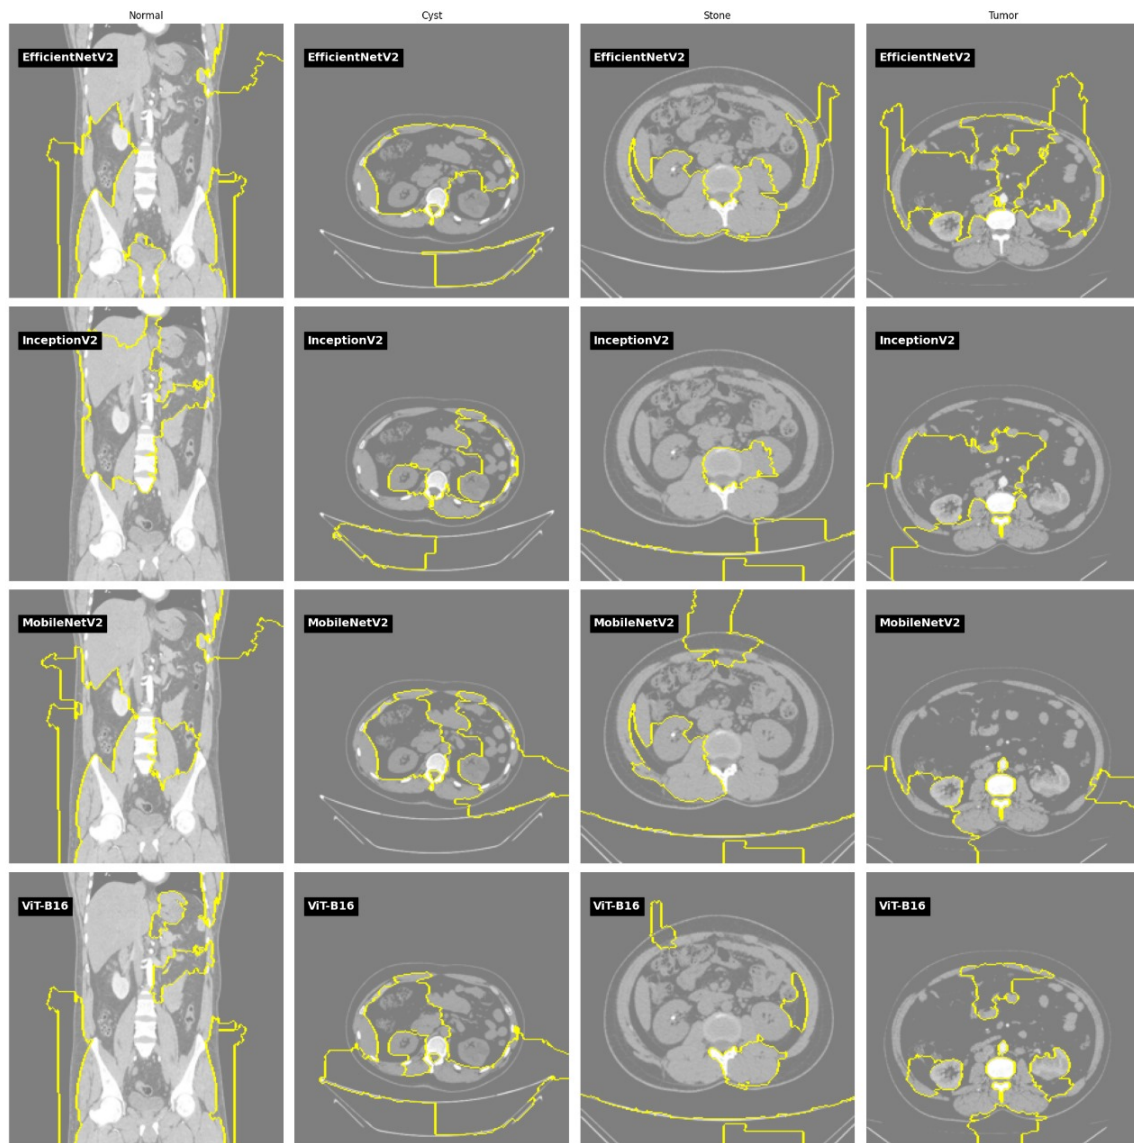 Normal Cyst Stone Tumor
EfficientNetV2 EfficientNetV2 EfficientNetV2 EfficientNetV2
InceptionV2 InceptionV2 InceptionV2 InceptionV2
MobileNetV2 MobileNetV2 MobileNetV2 MobileNetV2
ViT-B16 ViT-B16 ViT-B16 ViT-B16